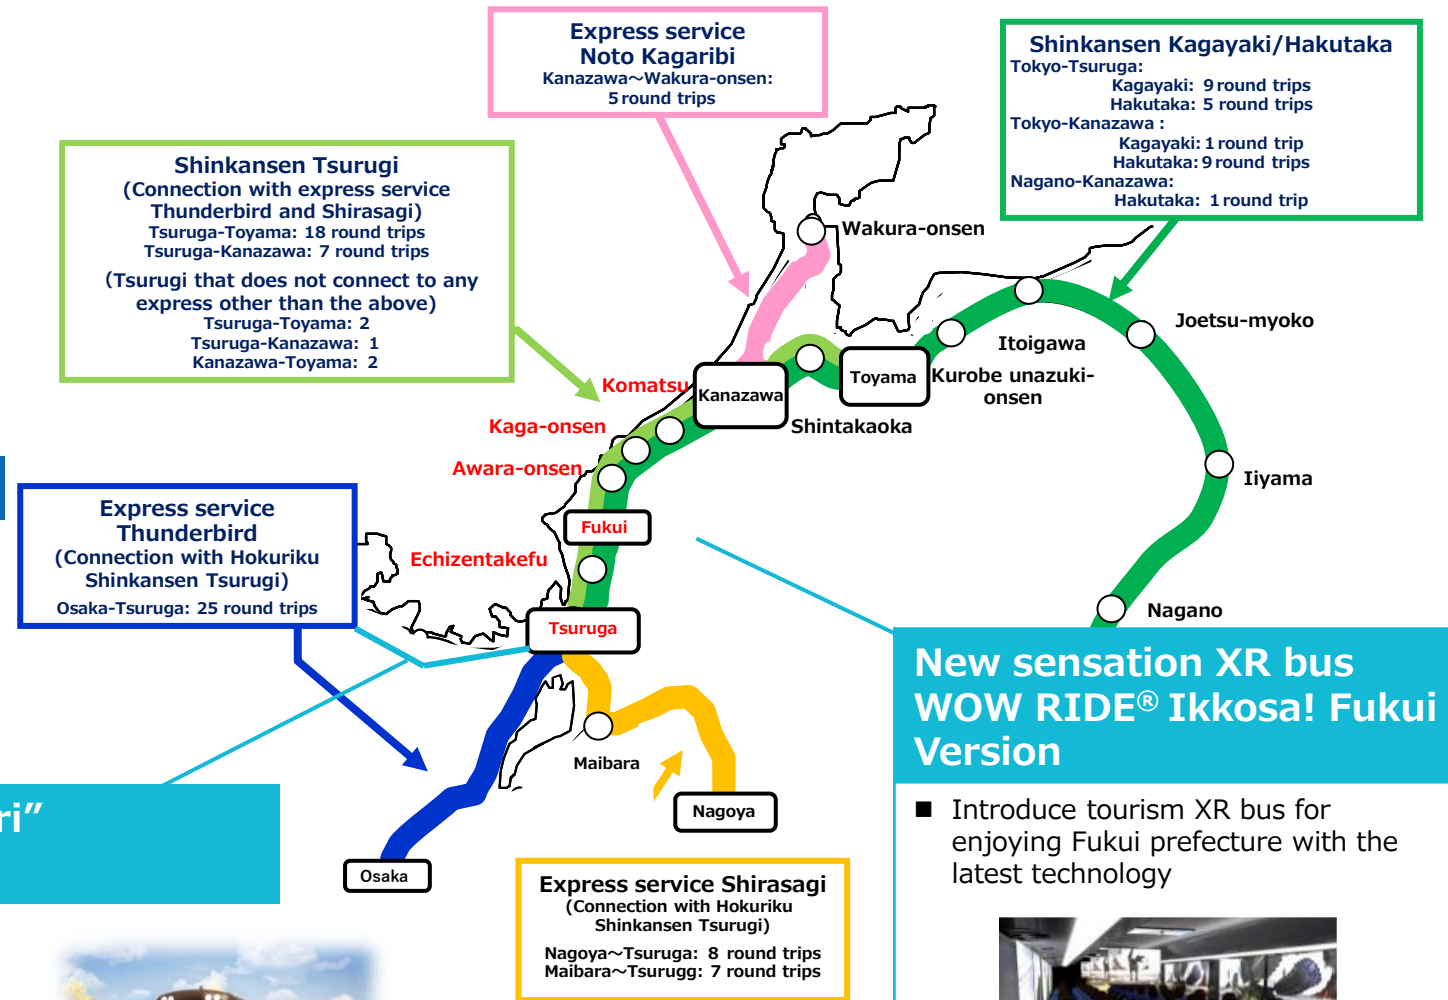 Express service
Noto Kagaribi
Kanazawa～Wakura-onsen:
5 round trips
Shinkansen Kagayaki/Hakutaka
Tokyo-Tsuruga:
Kagayaki: 9 round trips
Hakutaka: 5 round trips
Tokyo-Kanazawa :
Kagayaki: 1 round trip
Hakutaka: 9 round trips
Nagano-Kanazawa:
Hakutaka: 1 round trip
Shinkansen Tsurugi
(Connection with express service
Thunderbird and Shirasagi)
Tsuruga-Toyama: 18 round trips
Tsuruga-Kanazawa: 7 round trips
(Tsurugi that does not connect to any
express other than the above)
Tsuruga-Toyama: 2
Tsuruga-Kanazawa: 1
Kanazawa-Toyama: 2
Wakura-onsen
Joetsu-myoko
Itoigawa
Kurobe unazuki-
onsen
Toyama
Kanazawa
Shintakaoka
Komatsu
Kaga-onsen
Awara-onsen
Iiyama
Fukui
Echizentakefu
Tsuruga
Nagano
Express service
Thunderbird
(Connection with Hokuriku
Shinkansen Tsurugi)
Osaka-Tsuruga: 25 round trips
Maibara
Nagoya
Osaka
ri”
Express service Shirasagi
(Connection with Hokuriku
Shinkansen Tsurugi)
Nagoya～Tsuruga: 8 round trips
Maibara～Tsurugg: 7 round trips
New sensation XR bus
WOW RIDE® Ikkosa! Fukui
Version
■ Introduce tourism XR bus for
enjoying Fukui prefecture with the
latest technology